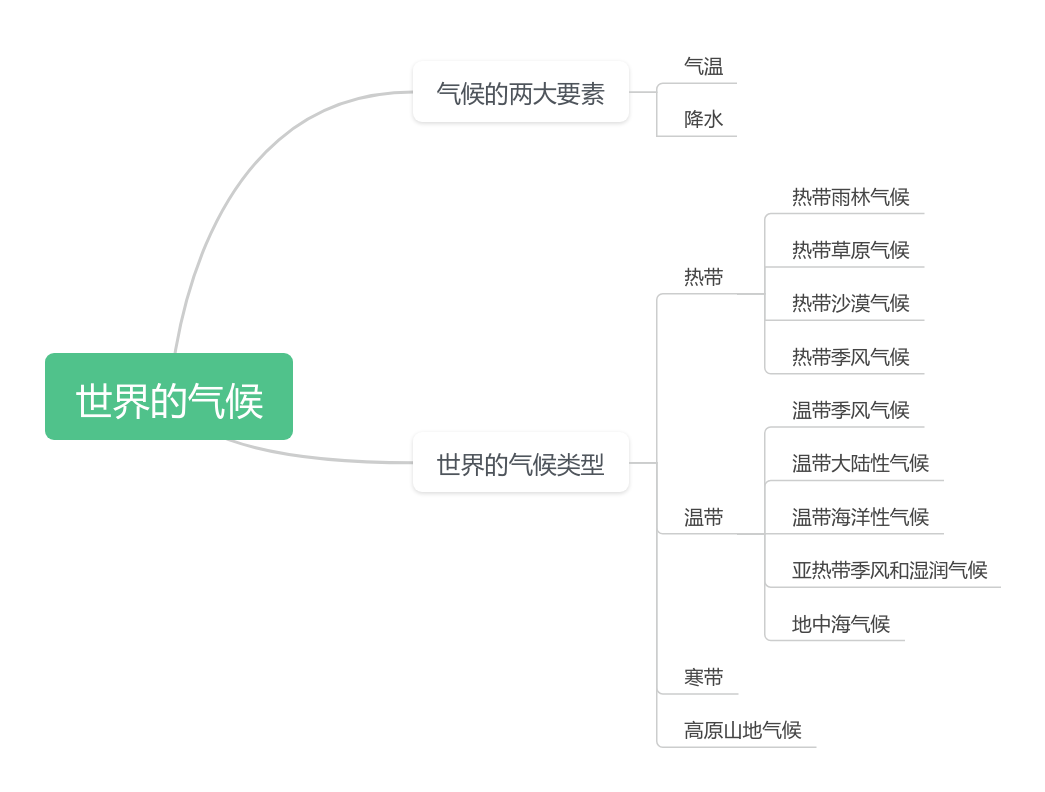 世界的气候
气候的两大要素
气温
降水
世界的气候类型
热带
热带雨林气候
热带草原气候
热带沙漠气候
热带季风气候
温带
温带季风气候
温带大陆性气候
温带海洋性气候
亚热带季风和湿润气候
地中海气候
寒带
高原山地气候